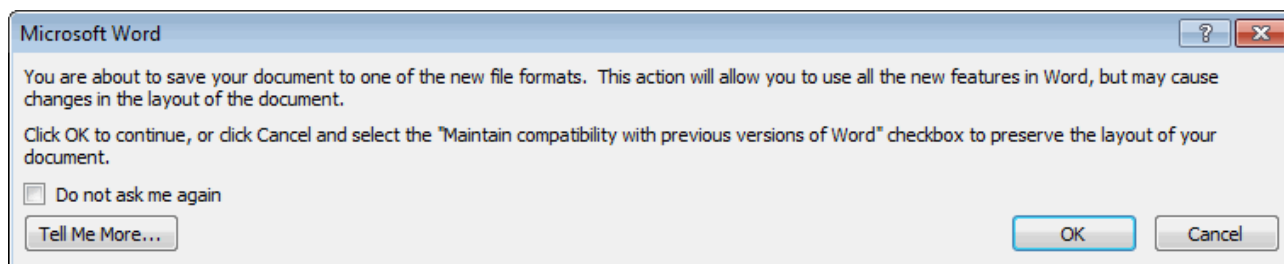 Microsoft Word
You are about to save your document to one of the new file formats.  This action will allow you to use all the new features in Word, but may cause
changes in the layout of the document.
Click OK to continue, or click Cancel and select the "Maintain compatibility with previous versions of Word" checkbox to preserve the layout of your
document.
Do not ask me again
Tell Me More...
OK
Cancel